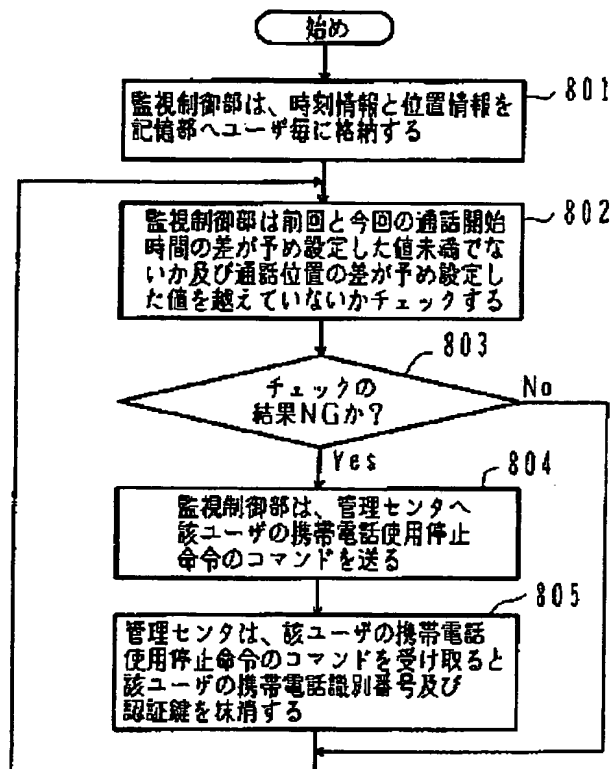 始め
801
監視制御部は、時刻情報と位置情報を
記憶部へユーザ毎に格納する
802
監視制御部は前回と今回の通話開始
時間の差が予め設定した値未満でな
いか及び通話位置の差が予め設定し
た値を越えていないかチェックする
803
チェックの
結果NGか?
No
Yes
804
監視制御部は、管理センタへ
該ユーザの携帯電話使用停止
命令のコマンドを送る
805
管理センタは、該ユーザの携帯電話
使用停止命令のコマンドを受け取ると
該ユーザの携帯電話識別番号及び
認証鍵を抹消する